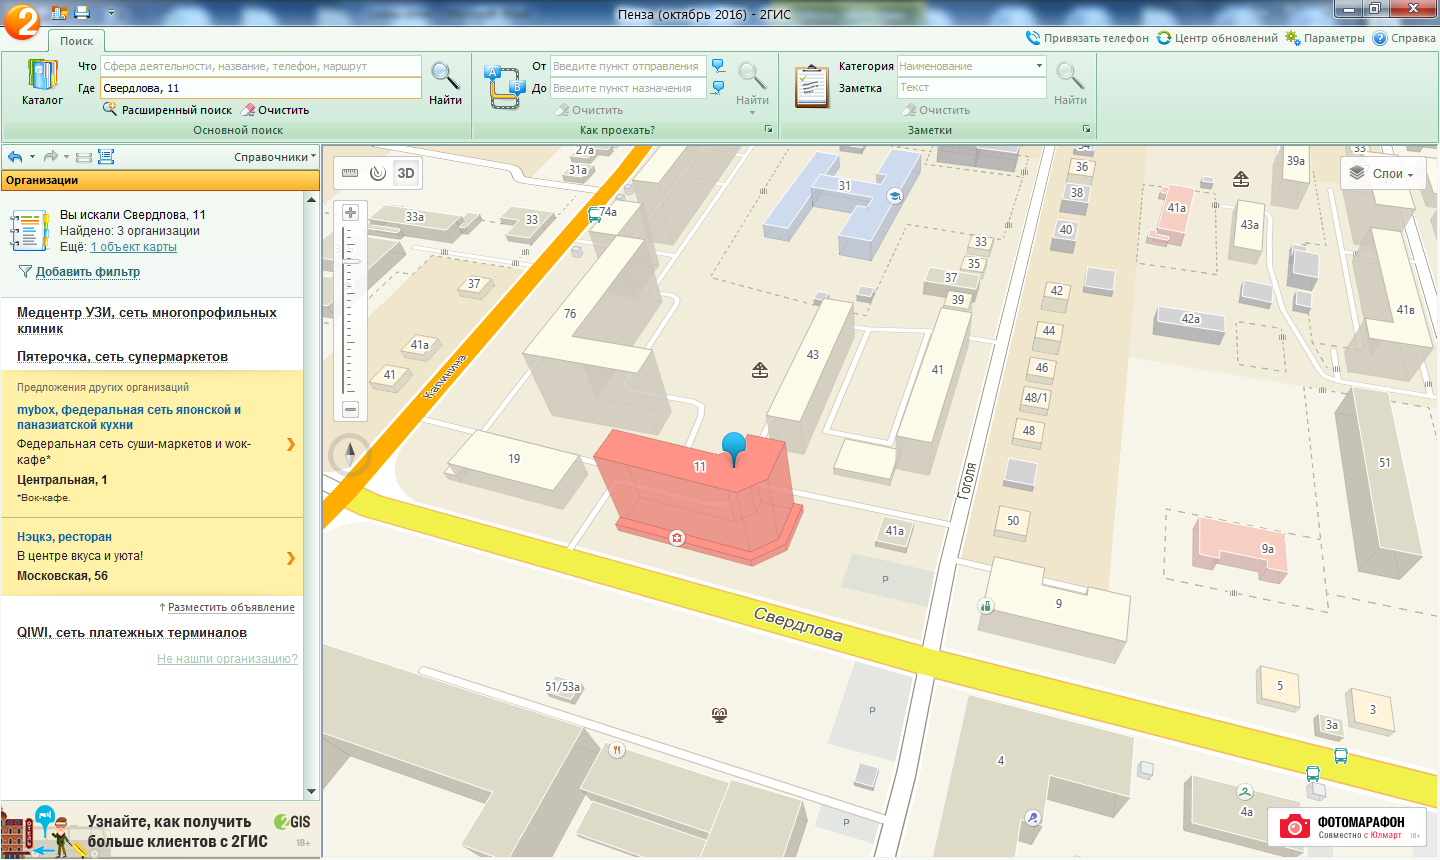 Пенза (октябрь 2016) - 2ГИС
Поиск
Привязать телефон
Центр обновлений
Параметры
Справка
Каталог
Что
Сфера деятельности, название, телефон, маршрут
Где
Свердлова, 11
Расширенный поиск
Очистить
Найти
Основной поиск
От
Введите пункт отправления
До
Введите пункт назначения
Очистить
Найти
Как проехать?
Категория
Наименование
Заметка
Текст
Очистить
Найти
Заметки
Справочники
Организации
Вы искали Свердлова, 11
Найдено: 3 организации
Ещё: 1 объект карты
Добавить фильтр
Медцентр УЗИ, сеть многопрофильных
клиник
Пятерочка, сеть супермаркетов
Предложения других организаций
mybox, федеральная сеть японской и
паназиатской кухни
Федеральная сеть суши-маркетов и wok-
кафе*
Центральная, 1
*Вок-кафе.
Нэцкэ, ресторан
В центре вкуса и уюта!
Московская, 56
Разместить объявление
QIWI, сеть платежных терминалов
Не нашли организацию?
Узнайте, как получить
больше клиентов с 2ГИС
2GIS
18+
3D
Слои
27а
31а
33а
33
74а
31
36
38
40
41а
43а
39а
33
35
37
39
37
76
42
44
46
48/1
48
42а
41в
41а
41
Калинина
43
41
19
11
Гоголя
50
51
41а
9а
P
9
Свердлова
51/53а
P
5
3
3а
4
4а
P
ФОТОМАРАФОН
Совместно с Юлмарт
18+